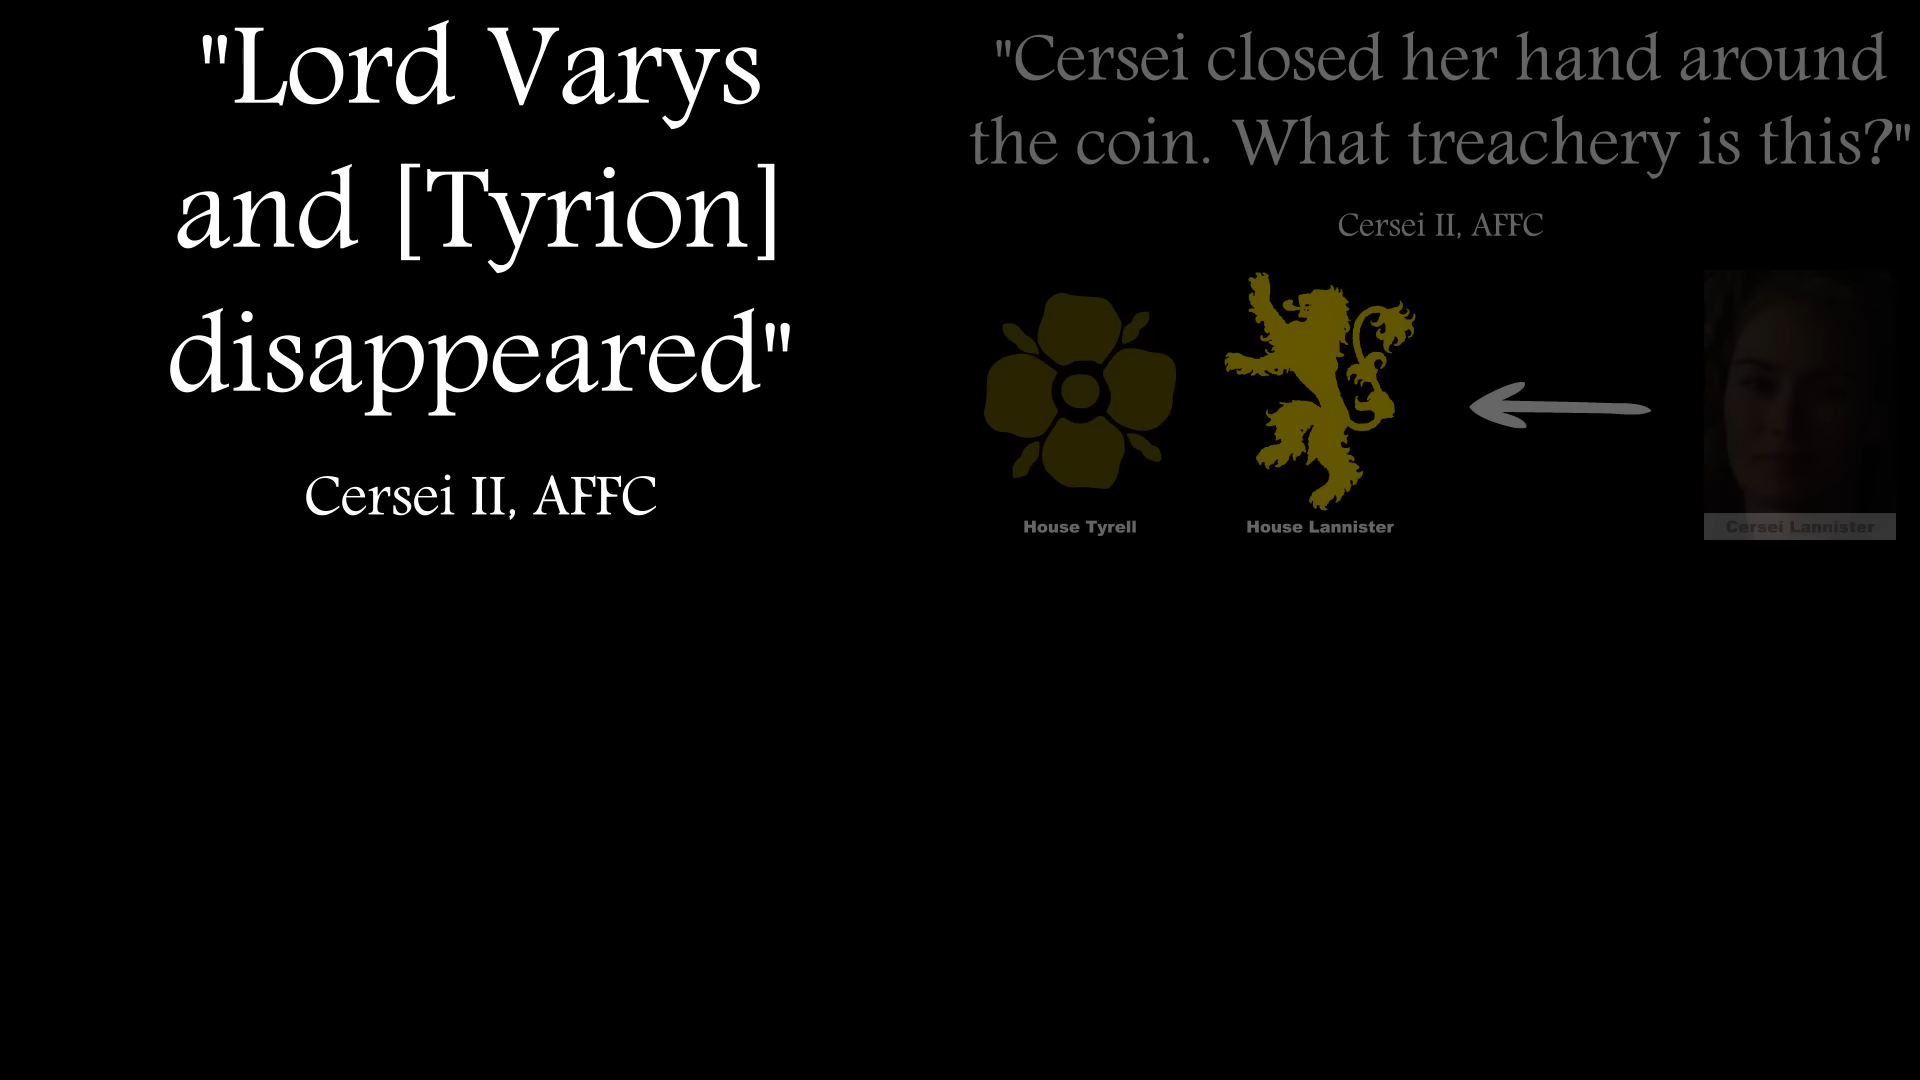 "Lord Varys
and [Tyrion]
disappeared"
Cersei II, AFFC
"Cersei closed her hand around
the coin. What treachery is this?"
Cersei II, AFFC
House Tyrell
House Lannister
Cersei Lannister